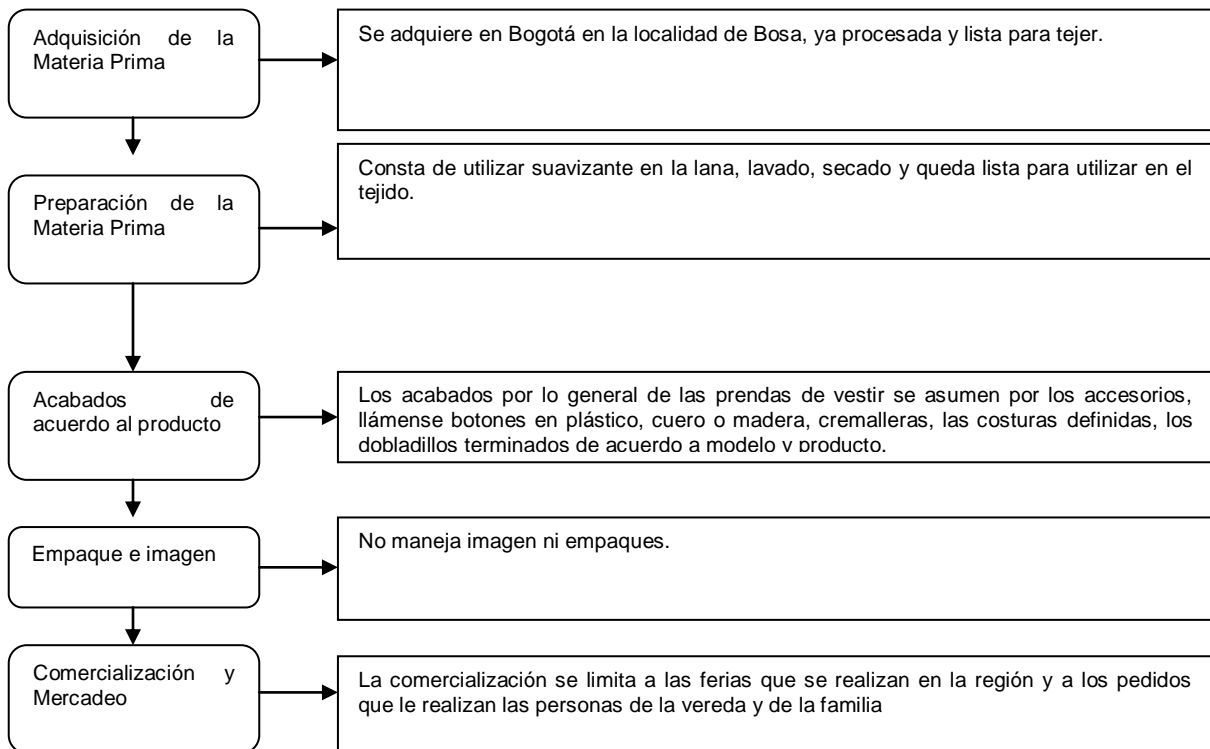 Adquisición de la
Materia Prima
Se adquiere en Bogotá en la localidad de Bosa, ya procesada y lista para tejer.
Preparación de la
Materia Prima
Consta de utilizar suavizante en la lana, lavado, secado y queda lista para utilizar en el
tejido.
Acabados de
acuerdo al producto
Los acabados por lo general de las prendas de vestir se asumen por los accesorios,
llámense botones en plástico, cuero o madera, cremalleras, las costuras definidas, los
dobladillos terminados de acuerdo a modelo y producto.
Empaque e imagen
No maneja imagen ni empaques.
Comercialización y
Mercadeo
La comercialización se limita a las ferias que se realizan en la región y a los pedidos
que le realizan las personas de la vereda y de la familia